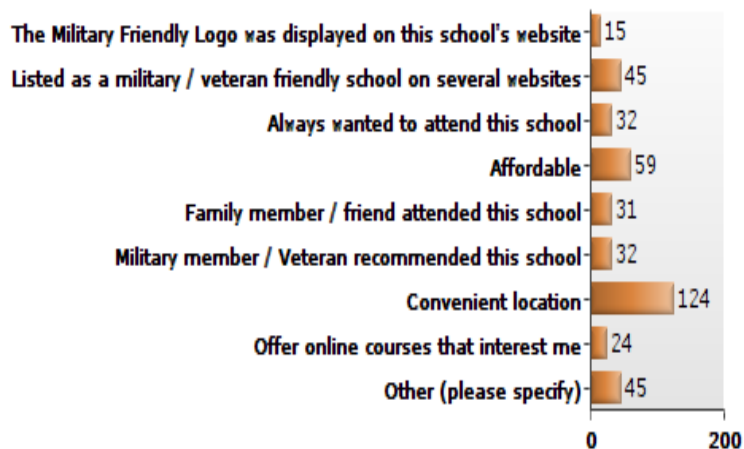 The Military Friendly Logo was displayed on this school's website 15
Listed as a military / veteran friendly school on several websites 45
Always wanted to attend this school 32
Affordable 59
Family member / friend attended this school 31
Military member / Veteran recommended this school 32
Convenient location 124
Offer online courses that interest me 24
Other (please specify) 45
0 200